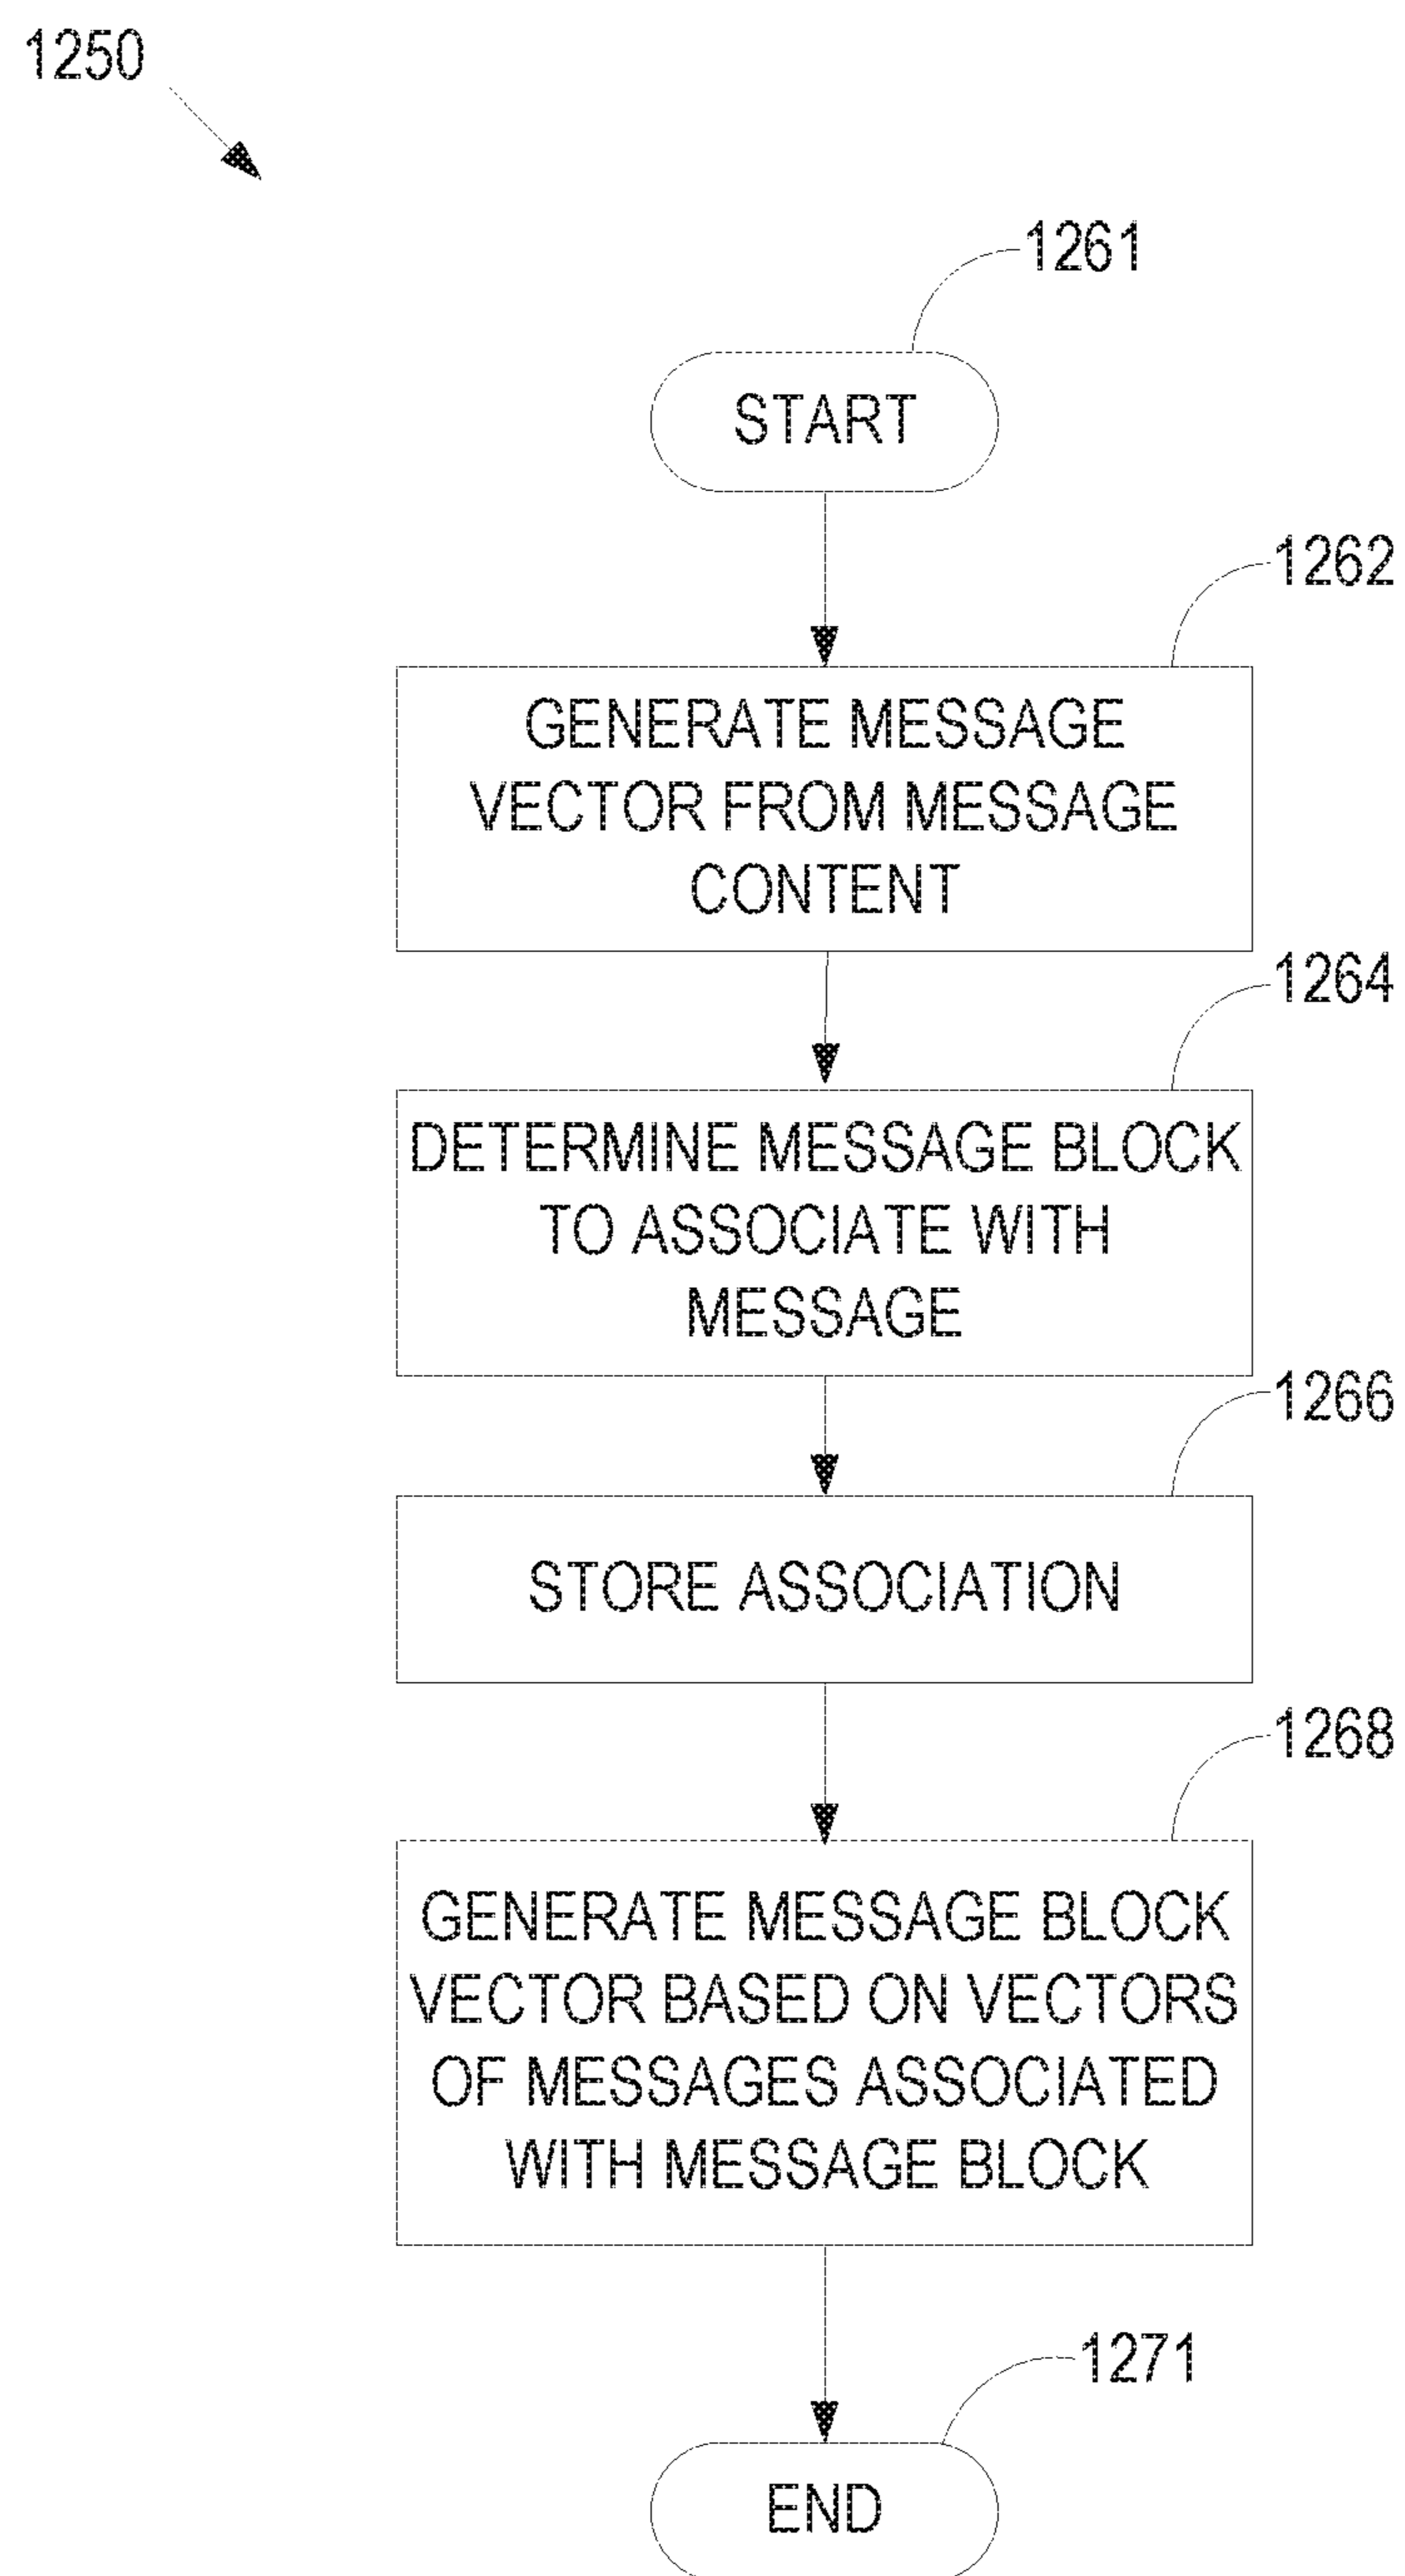 1250
1261
START
1262
GENERATE MESSAGE
VECTOR FROM MESSAGE
CONTENT
1264
DETERMINE MESSAGE BLOCK
TO ASSOCIATE WITH
MESSAGE
1266
STORE ASSOCIATION
1268
GENERATE MESSAGE BLOCK
VECTOR BASED ON VECTORS
OF MESSAGES ASSOCIATED
WITH MESSAGE BLOCK
1271
END